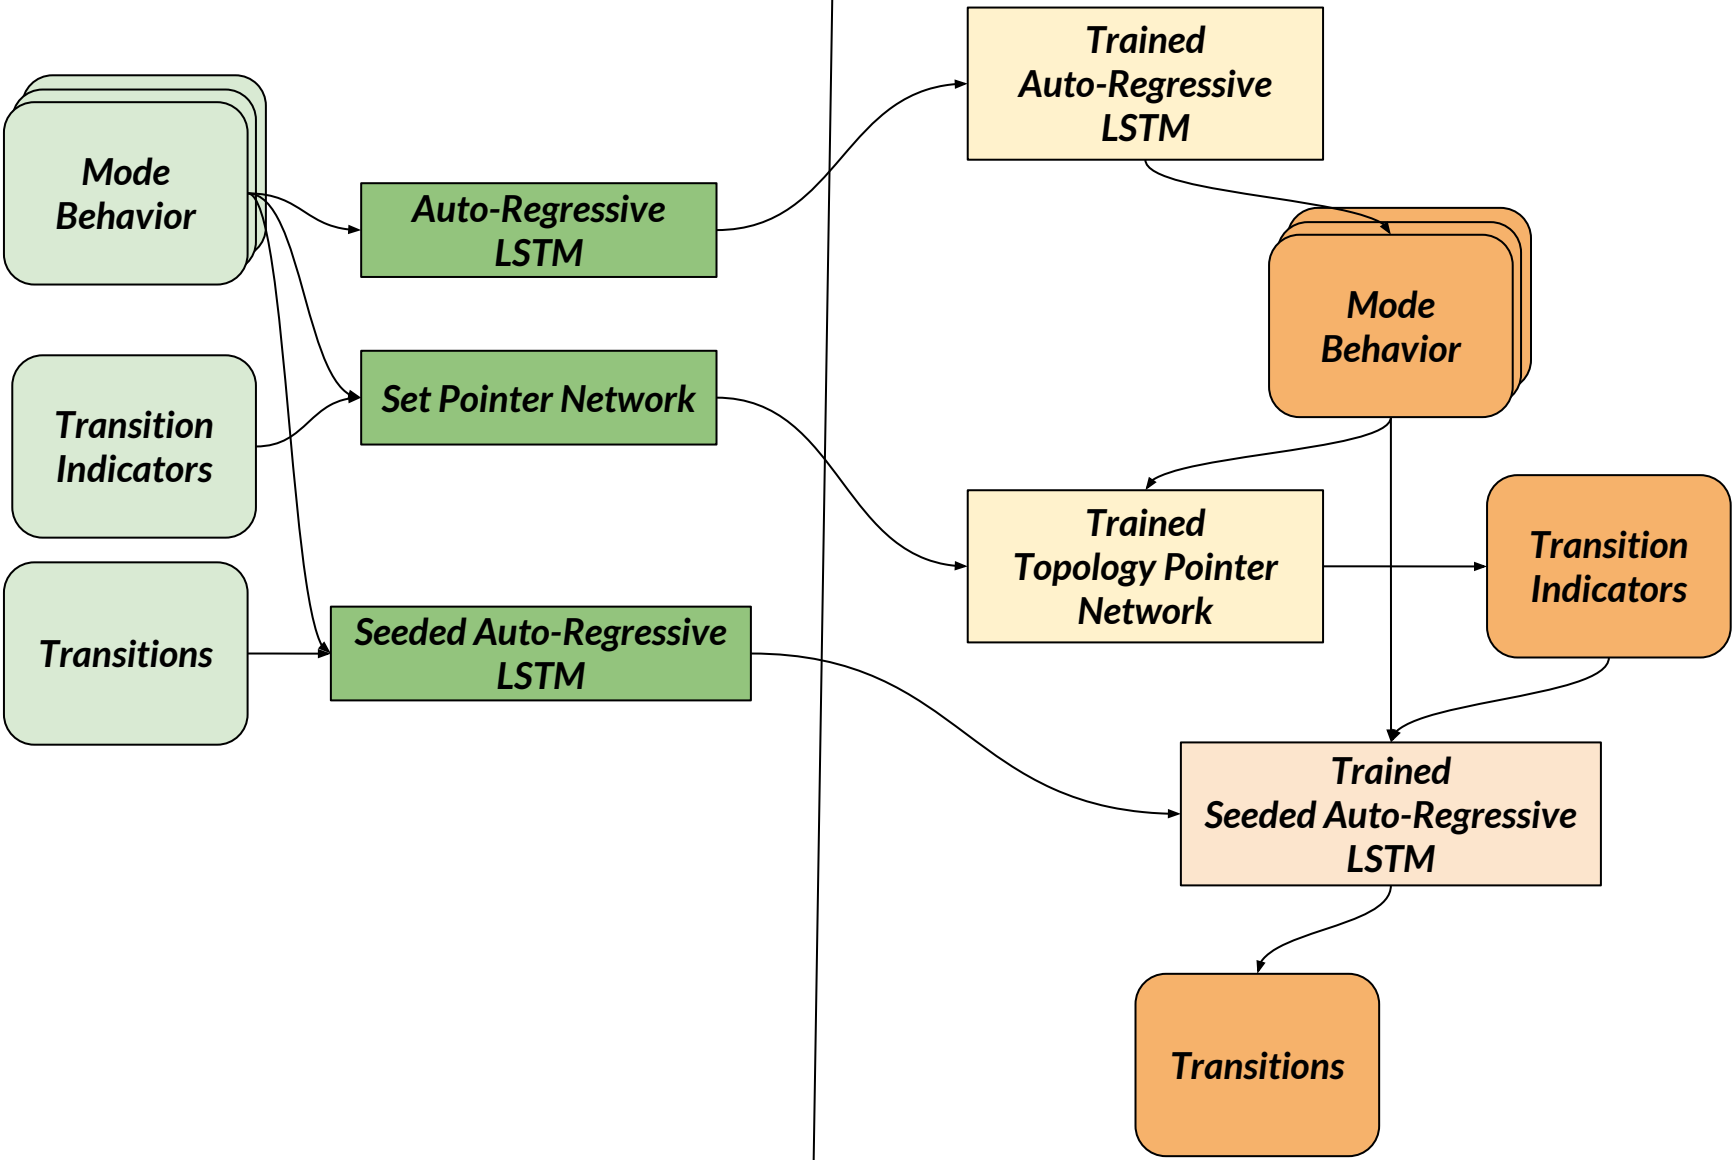 Mode
Behavior
Transition
Indicators
Transitions
Auto-Regressive
LSTM
Set Pointer Network
Seeded Auto-Regressive
LSTM
Trained
Auto-Regressive
LSTM
Mode
Behavior
Trained
Topology Pointer
Network
Transition
Indicators
Trained
Seeded Auto-Regressive
LSTM
Transitions